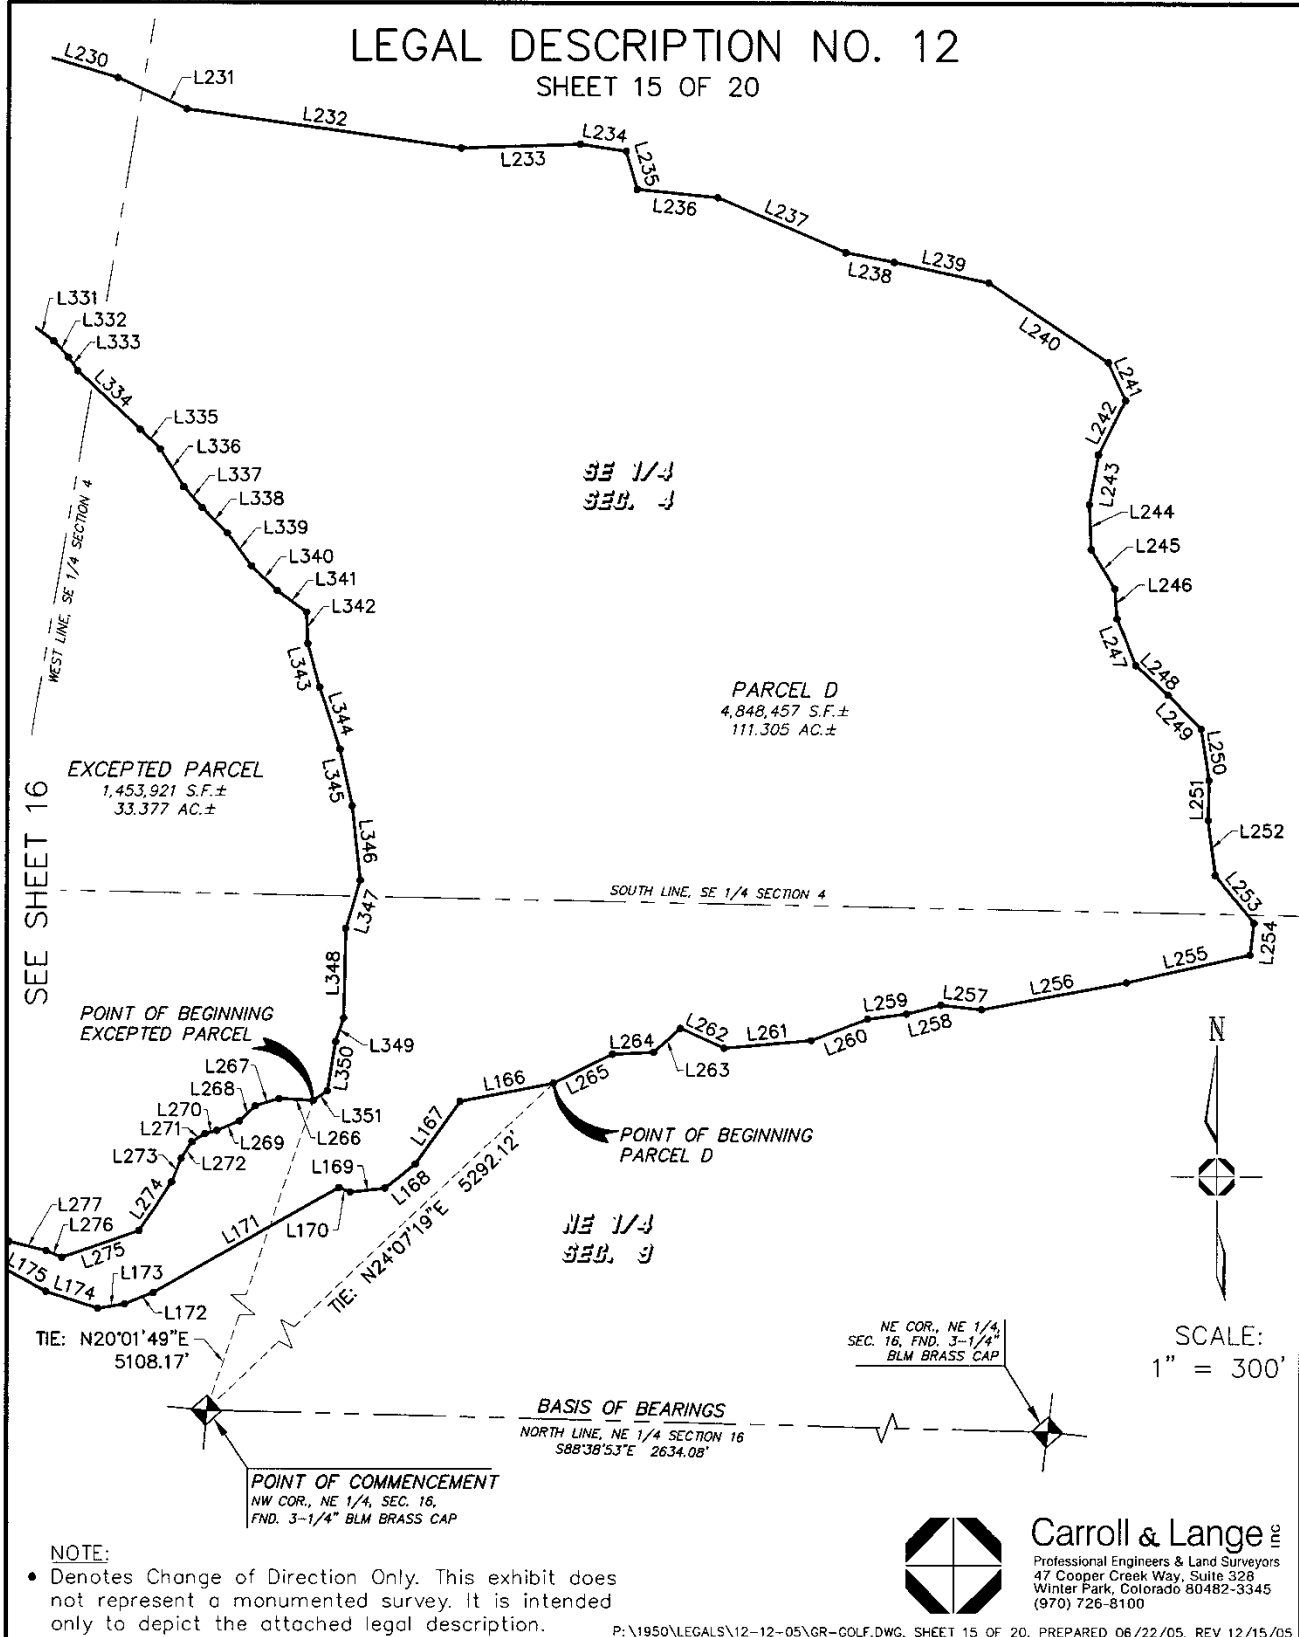 LEGAL DESCRIPTION NO. 12
SHEET 15 OF 20
L230
L231
L232
L233
L234
L235
L236
L237
L238
L239
L240
L241
L242
L243
L244
L245
L246
L247
L248
L249
L250
L251
L252
L253
L254
L255
L256
L257
L258
L259
L260
L261
L262
L263
L264
L265
L331
L332
L333
L334
L335
L336
L337
L338
L339
L340
L341
L342
L343
L344
L345
L346
L347
L348
L349
L350
L351
WEST LINE, SE 1/4 SECTION 4
SE 1/4
SEC. 4
PARCEL D
4,848,457 S.F.±
111.305 AC.±
EXCEPTED PARCEL
1,453,921 S.F.±
33.377 AC.±
SEE SHEET 16
SOUTH LINE, SE 1/4 SECTION 4
POINT OF BEGINNING
EXCEPTED PARCEL
L266
L267
L268
L269
L270
L271
L272
L273
L274
L275
L276
L277
L166
L167
L168
L169
L170
L171
L172
L173
L174
L175
POINT OF BEGINNING
PARCEL D
TIE: N24°07'19"E 5292.12'
NE 1/4
SEC. 9
N
TIE: N20°01'49"E
5108.17'
NE COR., NE 1/4,
SEC. 16, FND. 3-1/4"
BLM BRASS CAP
SCALE:
1" = 300'
BASIS OF BEARINGS
NORTH LINE, NE 1/4 SECTION 16
S88°38'53"E 2634.08'
POINT OF COMMENCEMENT
NW COR., NE 1/4, SEC. 16,
FND. 3-1/4" BLM BRASS CAP
NOTE:
• Denotes Change of Direction Only. This exhibit does
not represent a monumented survey. It is intended
only to depict the attached legal description.
Carroll & Lange inc
Professional Engineers & Land Surveyors
47 Cooper Creek Way, Suite 328
Winter Park, Colorado 80482-3345
(970) 726-8100
P:\1950\LEGALS\12-12-05\GR-GOLF.DWG, SHEET 15 OF 20, PREPARED 06/22/05, REV 12/15/05